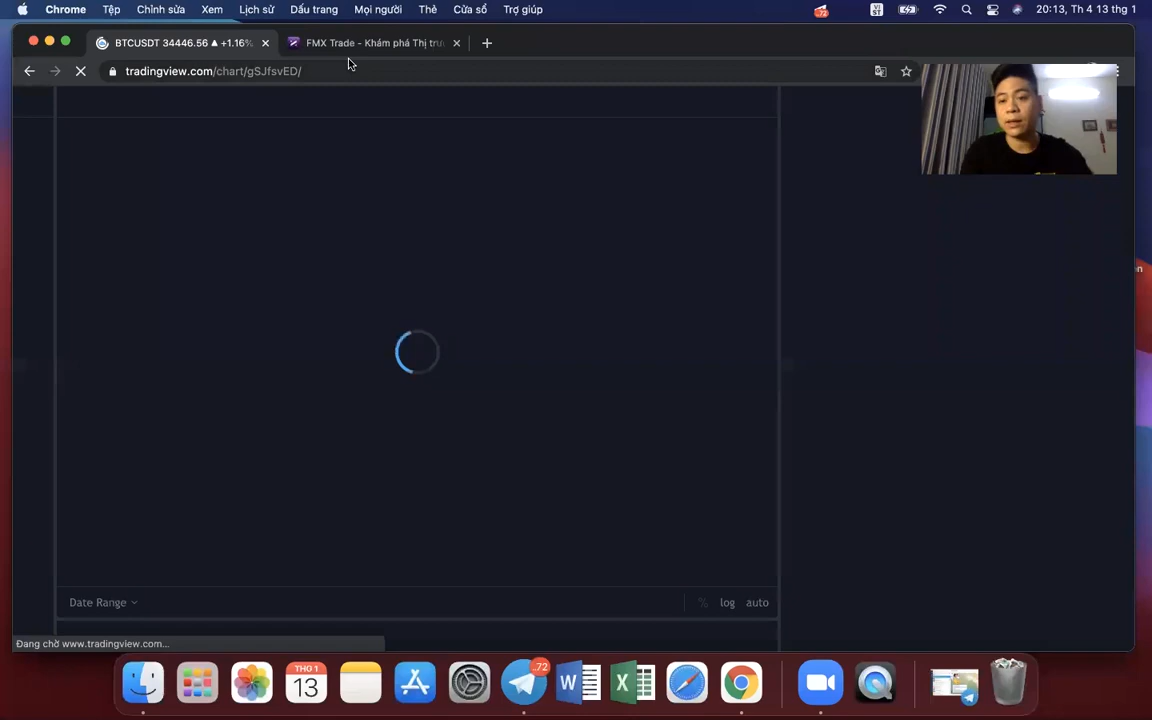 Chrome Tệp Chỉnh sửa Xem Lịch sử Dấu trang Mọi người Thẻ Cửa sổ Trợ giúp VI ST 20:13, Th 4 13 thg 1
BTCUSDT 34446.56 ▲ +1.16% FMX Trade - Khám phá Thị trư
tradingview.com/chart/gSJfsvED/
Date Range % log auto
Đang chờ www.tradingview.com...
THG 1
13
72
W
X